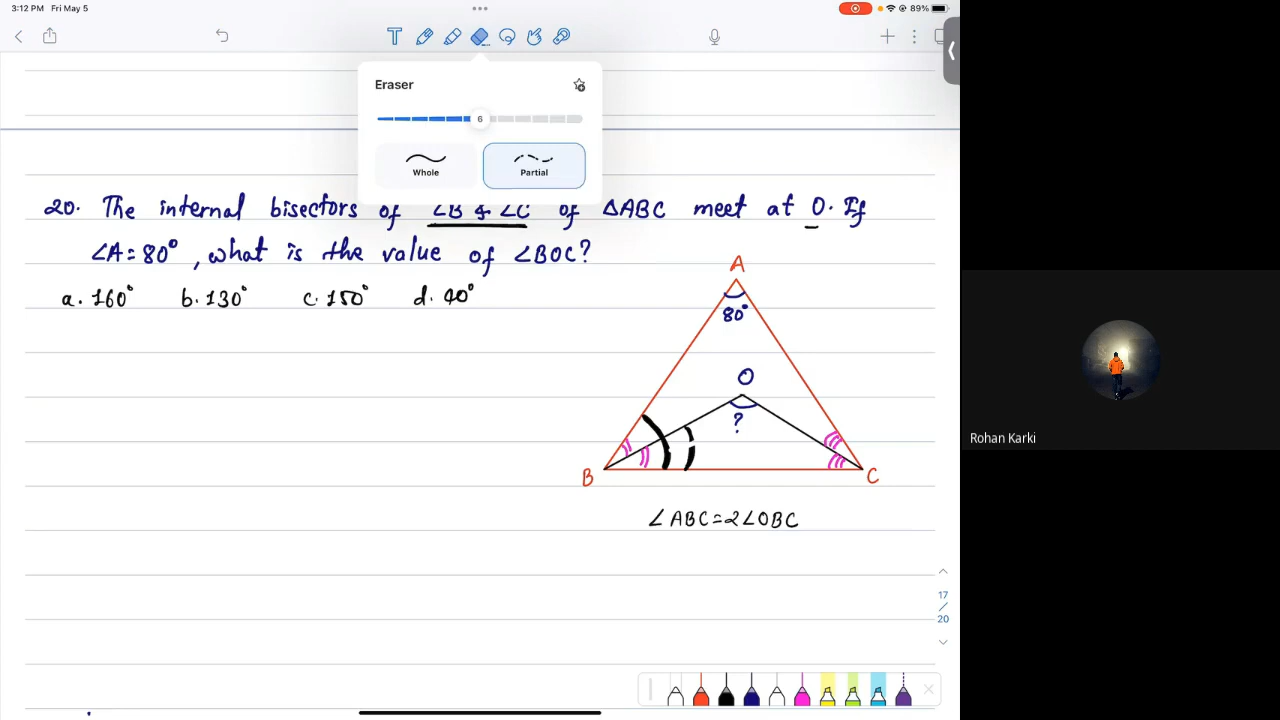 3:12 PM Fri May 5
89%
Eraser
6
Whole
Partial
20. The internal bisectors of ∠B & ∠C of ΔABC meet at O. If
∠A = 80°, what is the value of ∠BOC?
a. 160° b. 130° c. 150° d. 40°
A
80°
O
?
B
C
∠ABC = 2∠OBC
17
/
20
Rohan Karki